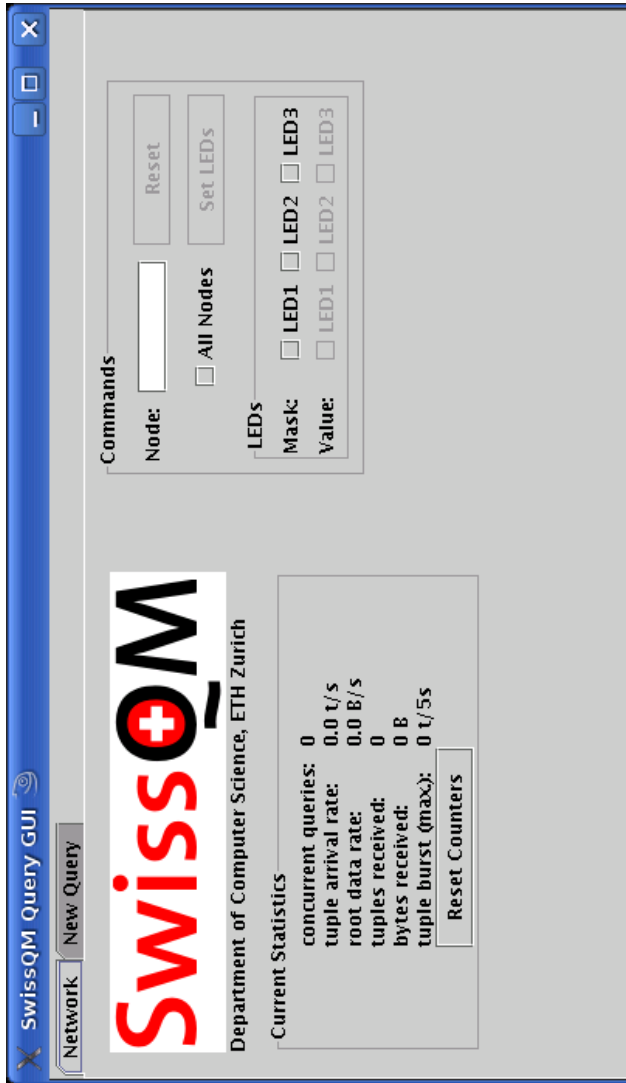 SwissQM Query GUI
Network New Query
SwissQM
Department of Computer Science, ETH Zurich
Current Statistics
concurrent queries: 0
tuple arrival rate: 0.0 t/s
root data rate: 0.0 B/s
tuples received: 0
bytes received: 0 B
tuple burst (max.): 0 t/5s
Reset Counters
Commands
Node: Reset
All Nodes Set LEDs
LEDs
Mask: LED1 LED2 LED3
Value: LED1 LED2 LED3